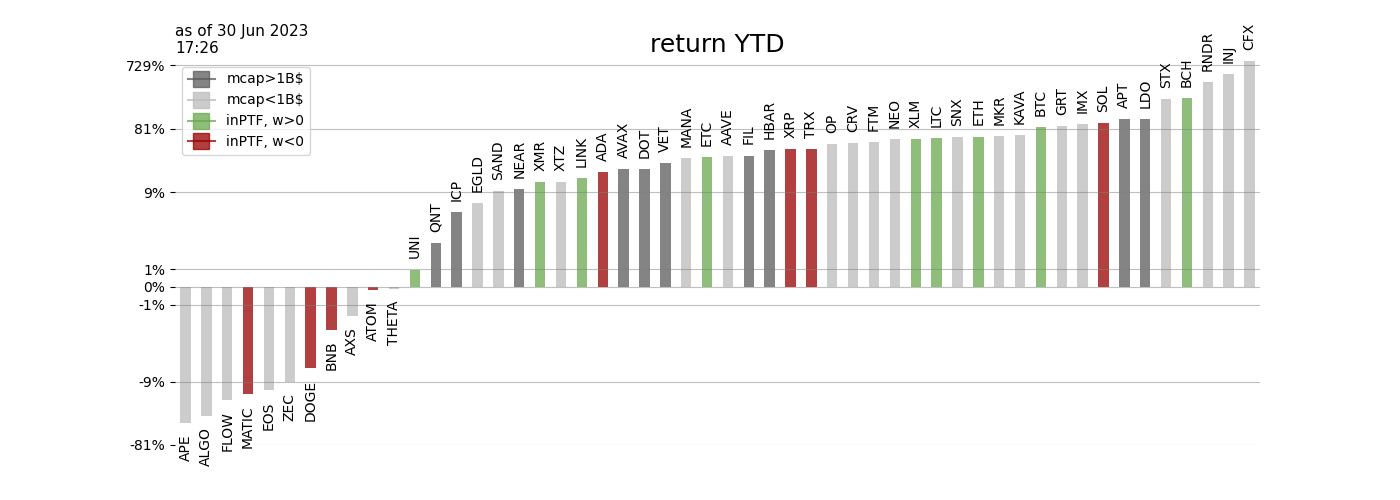 as of 30 Jun 2023
17:26
return YTD
729%
81%
9%
1%
0%
-1%
-9%
-81%
mcap>1B$
mcap<1B$
inPTF, w>0
inPTF, w<0
APE
ALGO
FLOW
MATIC
EOS
ZEC
DOGE
BNB
AXS
ATOM
THETA
UNI
QNT
ICP
EGLD
SAND
NEAR
XMR
XTZ
LINK
ADA
AVAX
DOT
VET
MANA
ETC
AAVE
FIL
HBAR
XRP
TRX
OP
CRV
FTM
NEO
XLM
LTC
SNX
ETH
MKR
KAVA
BTC
GRT
IMX
SOL
APT
LDO
STX
BCH
RNDR
INJ
CFX